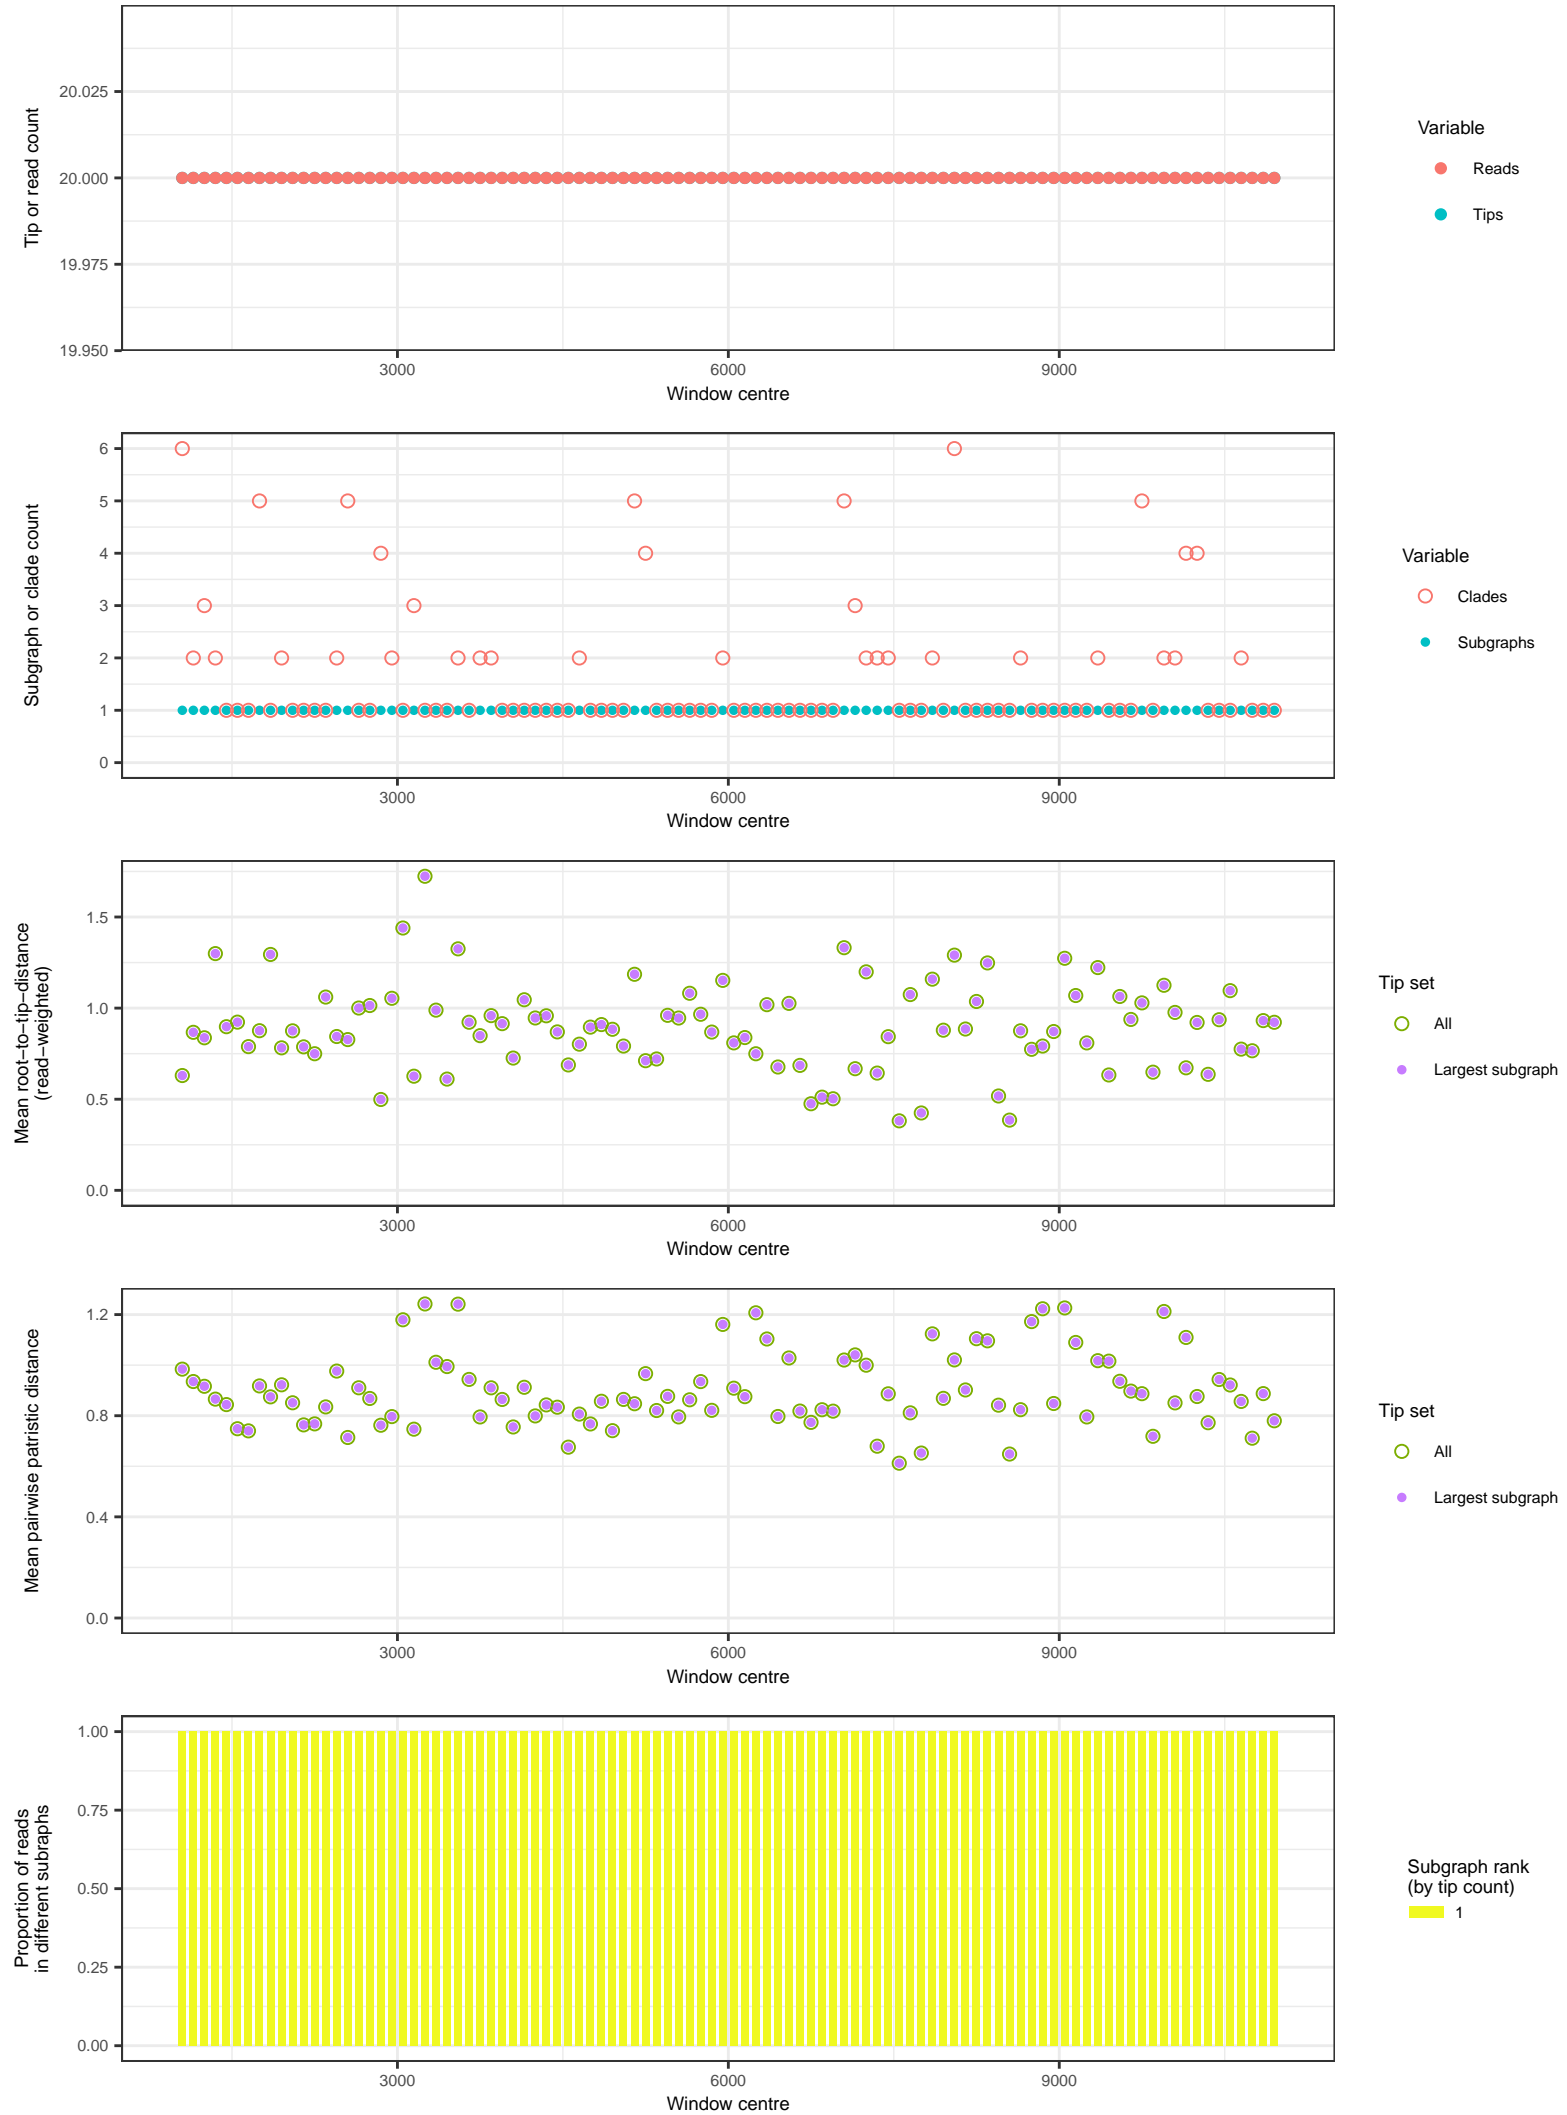 Tip or read count
20.025
20.000
19.975
19.950
3000
6000
9000
Window centre
Variable
Reads
Tips
Subgraph or clade count
6
5
4
3
2
1
0
3000
6000
9000
Window centre
Variable
Clades
Subgraphs
Mean root−to−tip−distance
(read−weighted)
1.5
1.0
0.5
0.0
3000
6000
9000
Window centre
Tip set
All
Largest subgraph
Mean pairwise patristic distance
1.2
0.8
0.4
0.0
3000
6000
9000
Window centre
Tip set
All
Largest subgraph
Proportion of reads
in different subraphs
1.00
0.75
0.50
0.25
0.00
3000
6000
9000
Window centre
Subgraph rank
(by tip count)
1